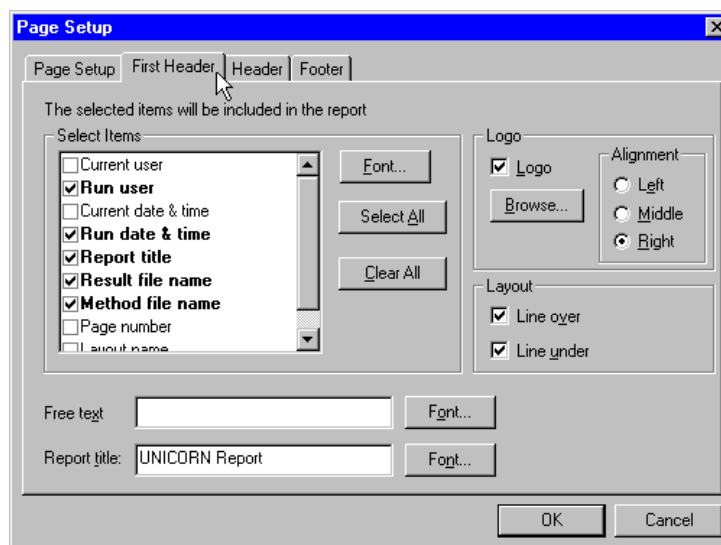 Page Setup
Page Setup First Header Header Footer
The selected items will be included in the report
Select Items
Current user
Run user
Current date & time
Run date & time
Report title
Result file name
Method file name
Page number
Layout name
Font...
Select All
Clear All
Logo
Logo
Browse...
Alignment
Left
Middle
Right
Layout
Line over
Line under
Free text
Font...
Report title: UNICORN Report
Font...
OK Cancel